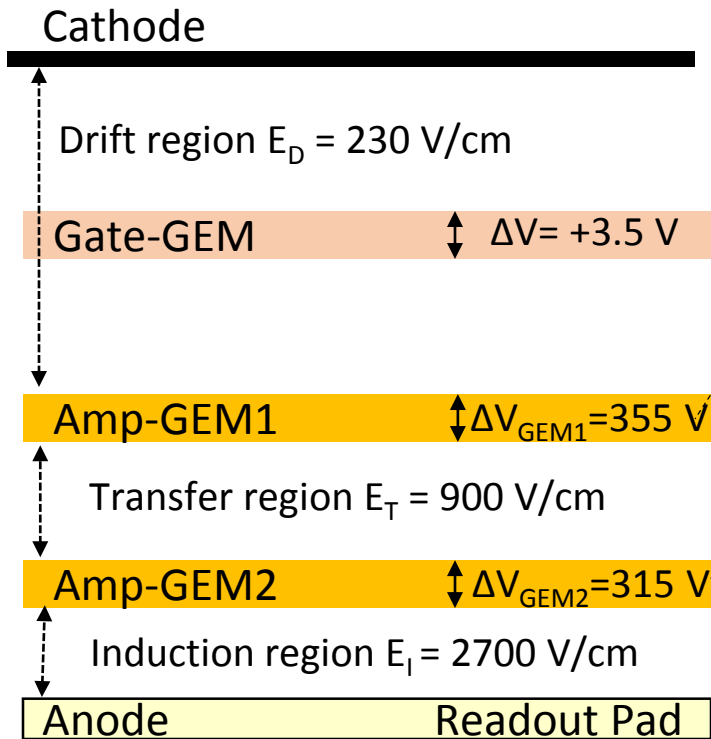 Cathode
Drift region E_D = 230 V/cm
Gate-GEM ΔV= +3.5 V
Amp-GEM1 ΔV_GEM1=355 V
Transfer region E_T = 900 V/cm
Amp-GEM2 ΔV_GEM2=315 V
Induction region E_I = 2700 V/cm
Anode Readout Pad